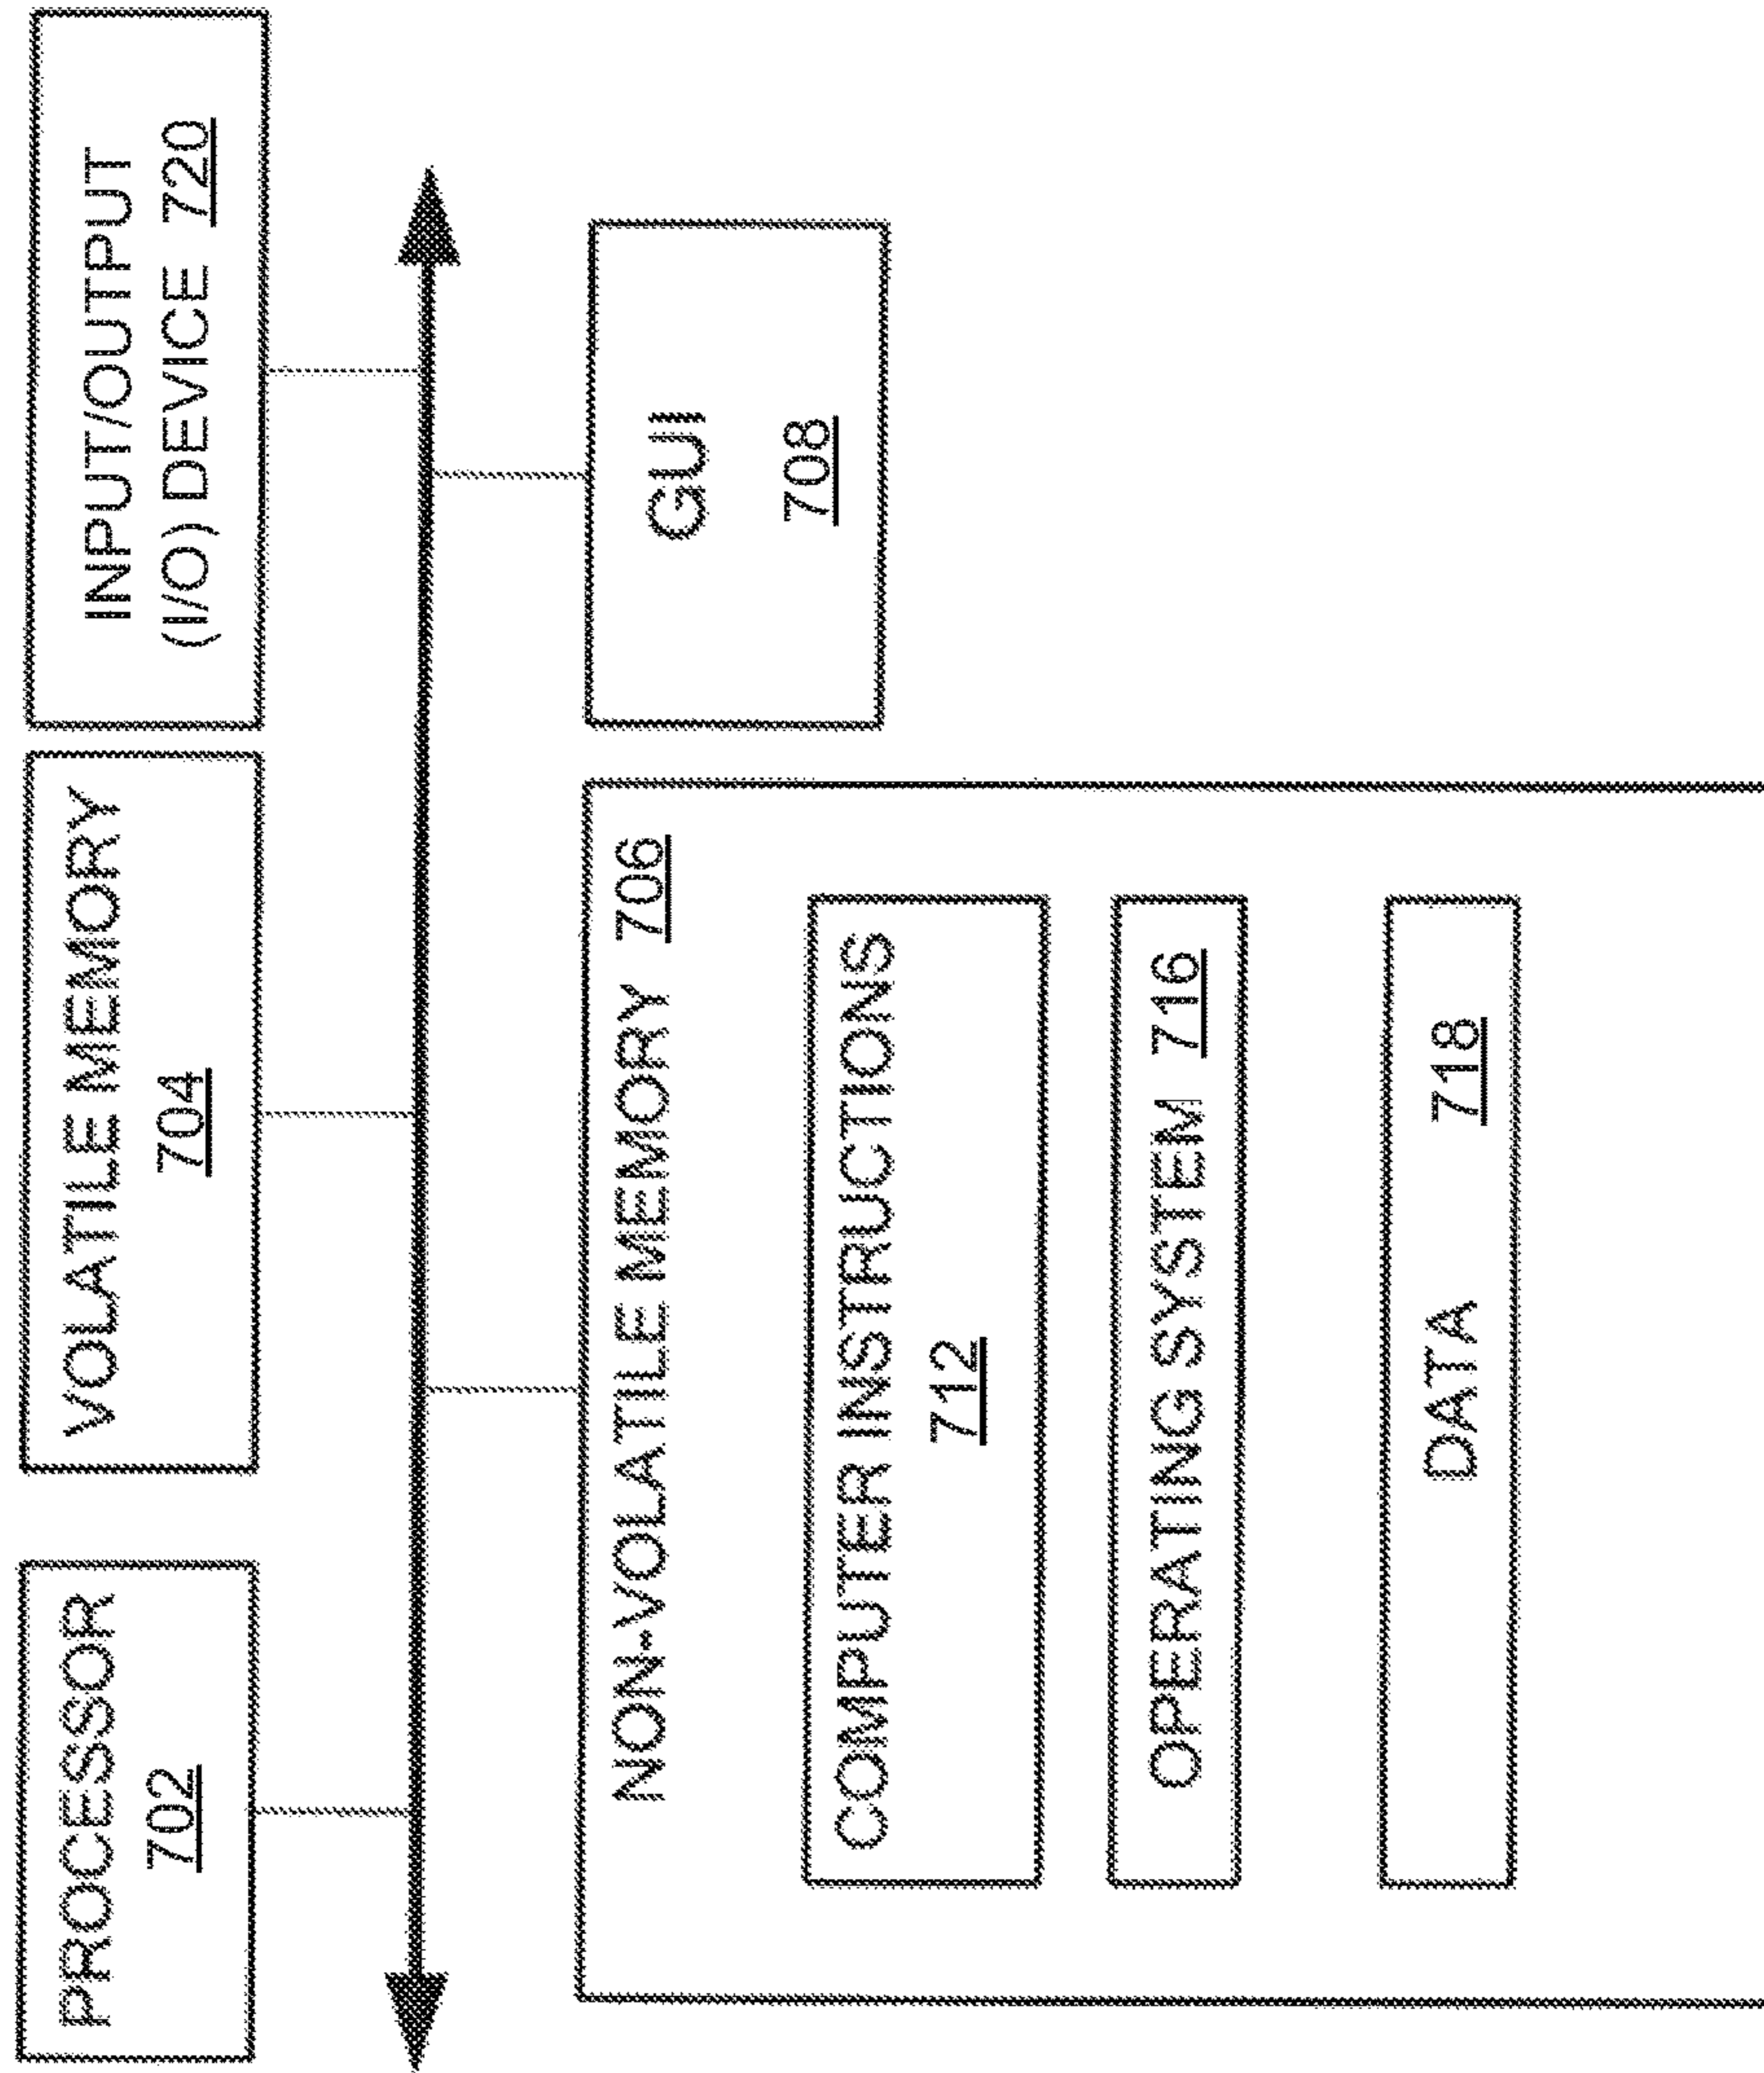 PROCESSOR
702
VOLATILE MEMORY
704
INPUT/OUTPUT
(I/O) DEVICE 720
NON-VOLATILE MEMORY 706
COMPUTER INSTRUCTIONS
712
OPERATING SYSTEM 716
DATA 718
GUI
708